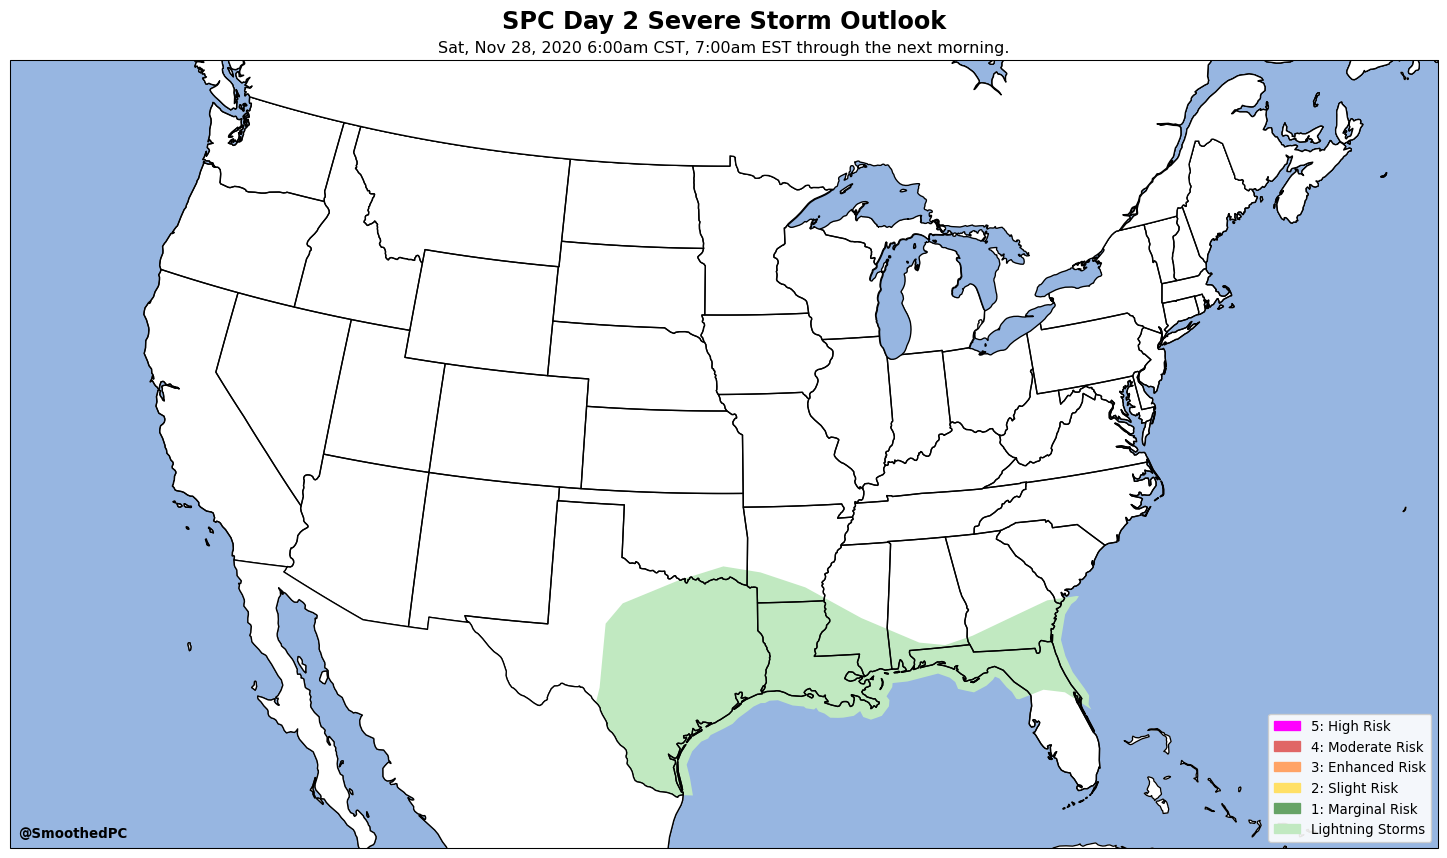 SPC Day 2 Severe Storm Outlook
Sat, Nov 28, 2020 6:00am CST, 7:00am EST through the next morning.
5: High Risk
4: Moderate Risk
3: Enhanced Risk
2: Slight Risk
1: Marginal Risk
Lightning Storms
@SmoothedPC